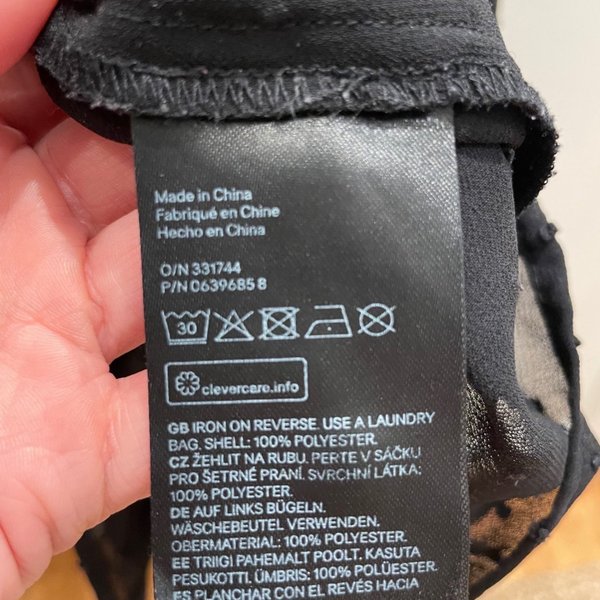 Made in China
Fabriqué en Chine
Hecho en China
O/N 331744
P/N 0639685 8
30
clevercare.info
GB IRON ON REVERSE. USE A LAUNDRY
BAG. SHELL: 100% POLYESTER.
CZ ŽEHLIT NA RUBU. PERTE V SÁČKU
PRO ŠETRNÉ PRANÍ. SVRCHNÍ LÁTKA:
100% POLYESTER.
DE AUF LINKS BÜGELN.
WÄSCHEBEUTEL VERWENDEN.
OBERMATERIAL: 100% POLYESTER.
EE TRIIGI PAHEMALT POOLT. KASUTA
PESUKOTTI. ÜMBRIS: 100% POLÜESTER.
ES PLANCHAR CON EL REVÉS HACIA